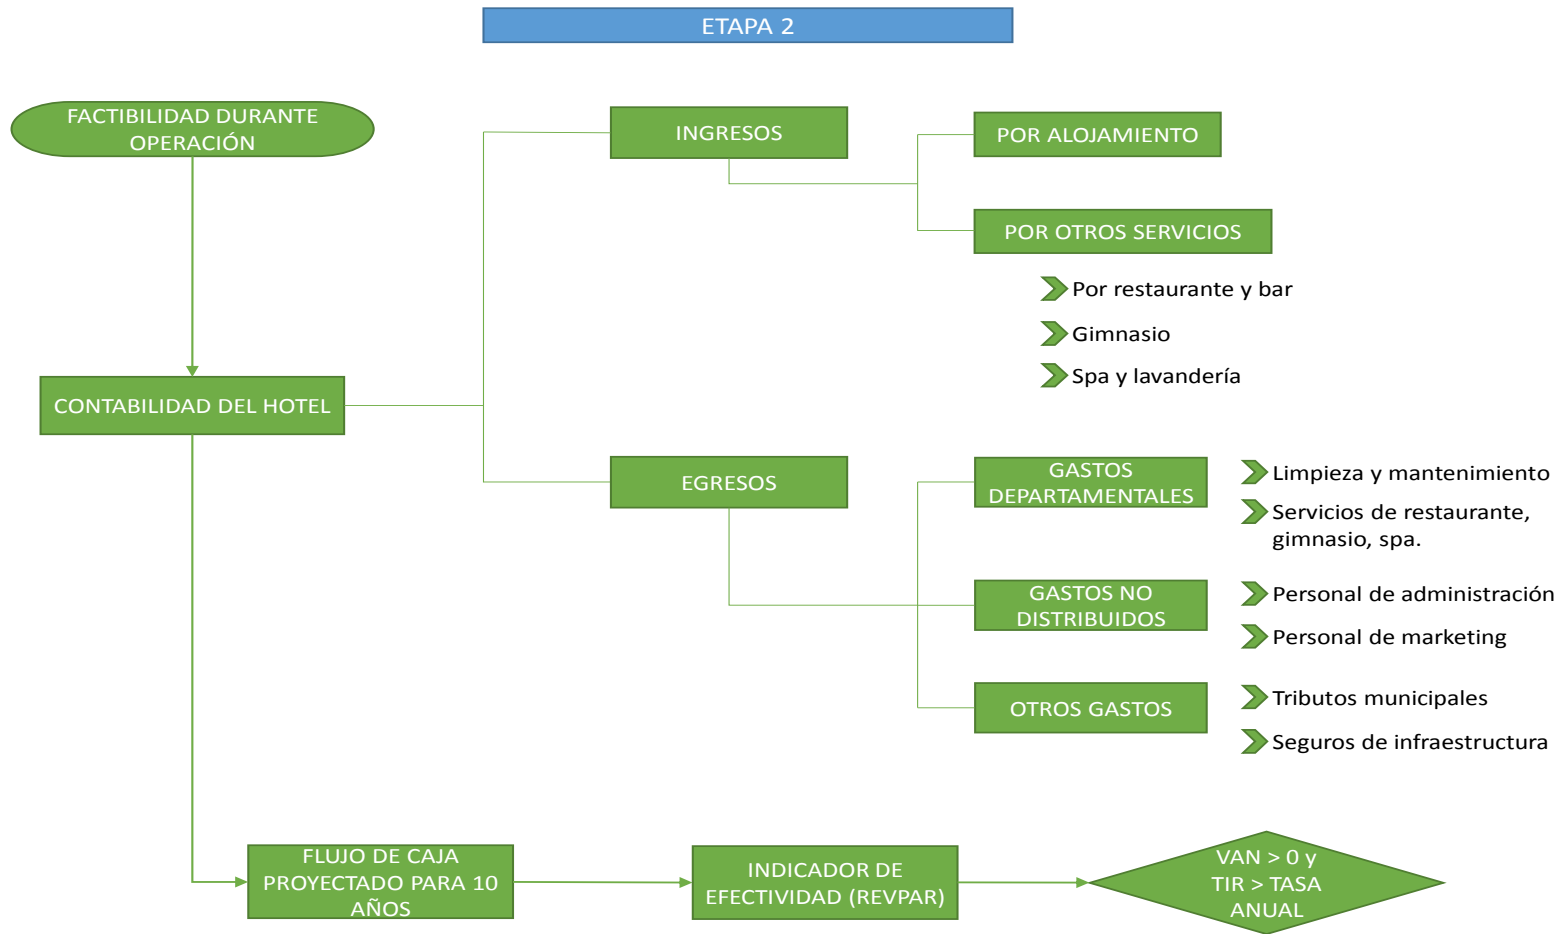 ETAPA 2
FACTIBILIDAD DURANTE
OPERACIÓN
INGRESOS
POR ALOJAMIENTO
POR OTROS SERVICIOS
Por restaurante y bar
Gimnasio
Spa y lavandería
CONTABILIDAD DEL HOTEL
EGRESOS
GASTOS
DEPARTAMENTALES
Limpieza y mantenimiento
Servicios de restaurante,
gimnasio, spa.
GASTOS NO
DISTRIBUIDOS
Personal de administración
Personal de marketing
OTROS GASTOS
Tributos municipales
Seguros de infraestructura
FLUJO DE CAJA
PROYECTADO PARA 10
AÑOS
INDICADOR DE
EFECTIVIDAD (REVPAR)
VAN > 0 y
TIR > TASA
ANUAL